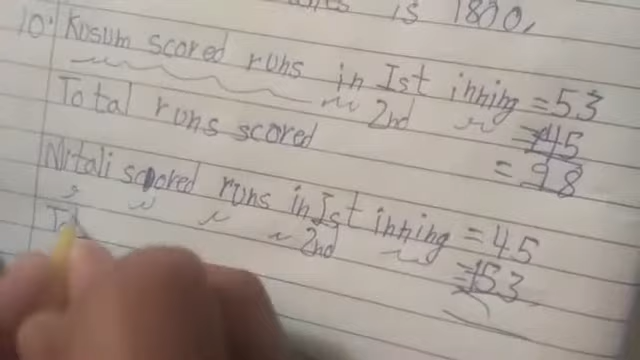 is 1800.
10. Kusum scored runs in Ist inning = 53
〃 〃 2nd 〃 = +45
Total runs scored = 98
Nitali scored runs in Ist inning = 45
〃 〃 〃 〃 2nd 〃 = +53
To